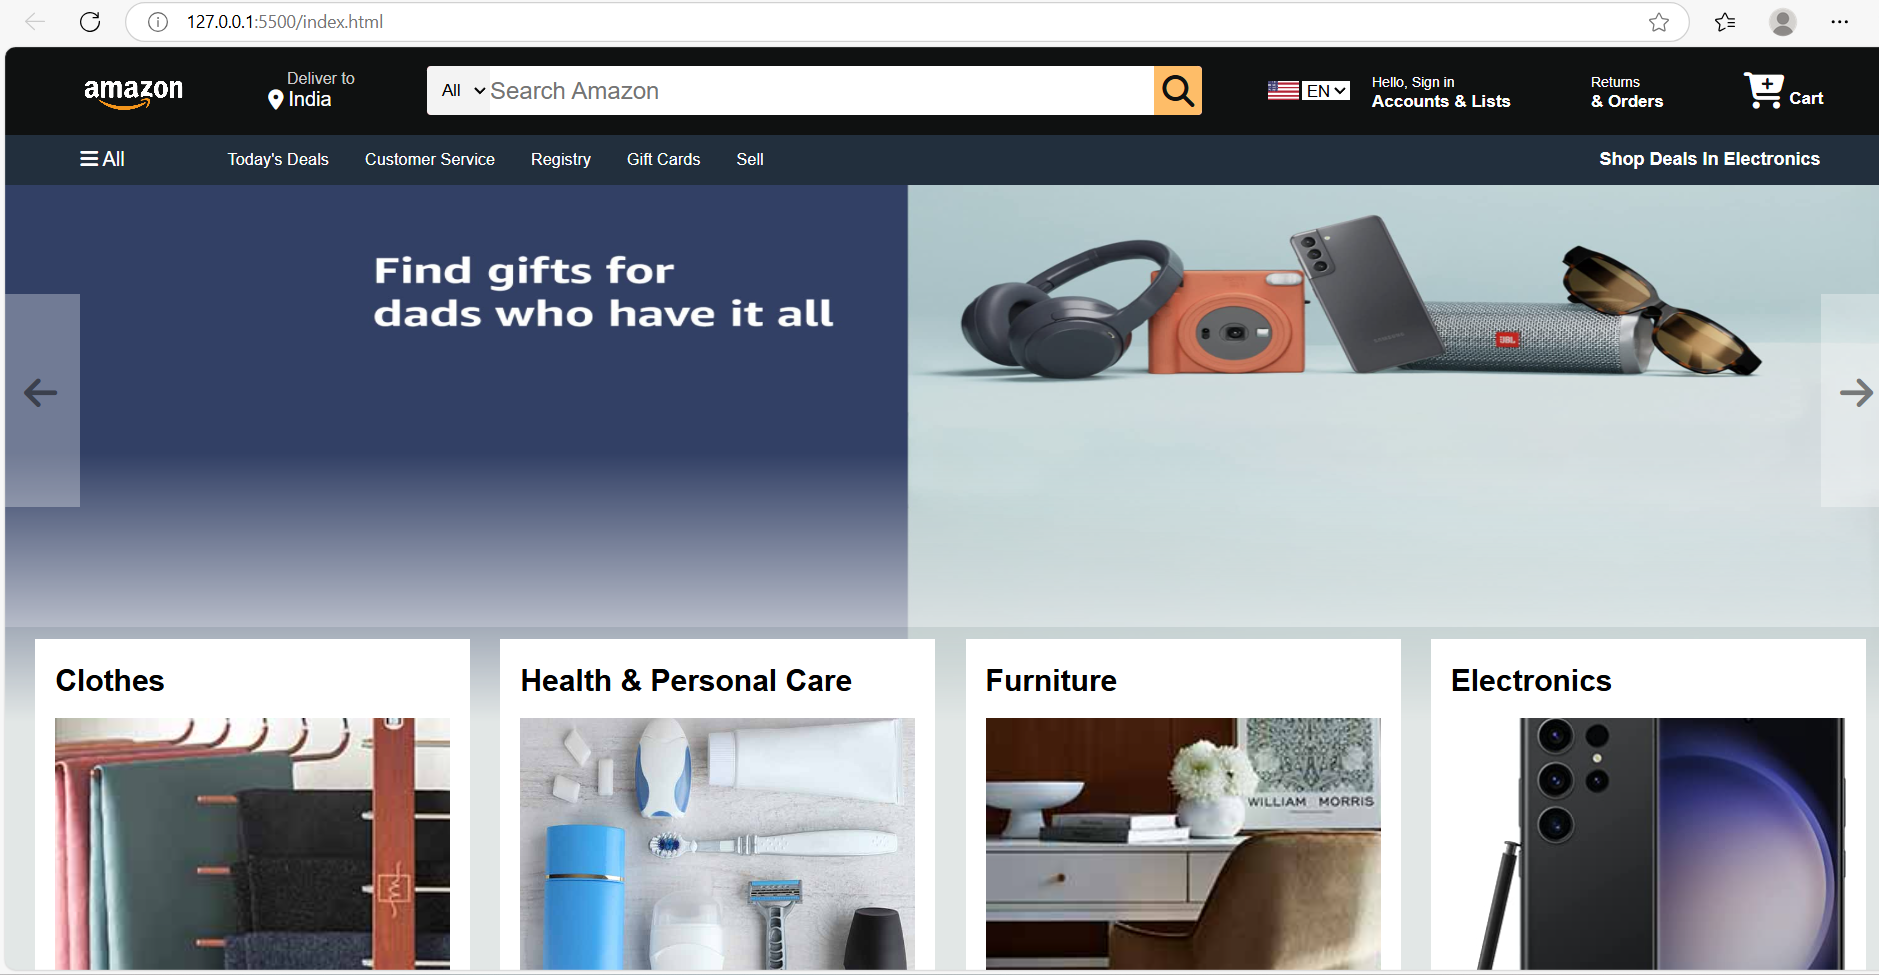 127.0.0.1:5500/index.html
amazon
Deliver to
India
All
Search Amazon
EN
Hello, Sign in
Accounts & Lists
Returns
& Orders
Cart
All
Today's Deals
Customer Service
Registry
Gift Cards
Sell
Shop Deals In Electronics
Find gifts for
dads who have it all
SAMSUNG
JBL
Clothes
Health & Personal Care
Furniture
Electronics
WILLIAM MORRIS